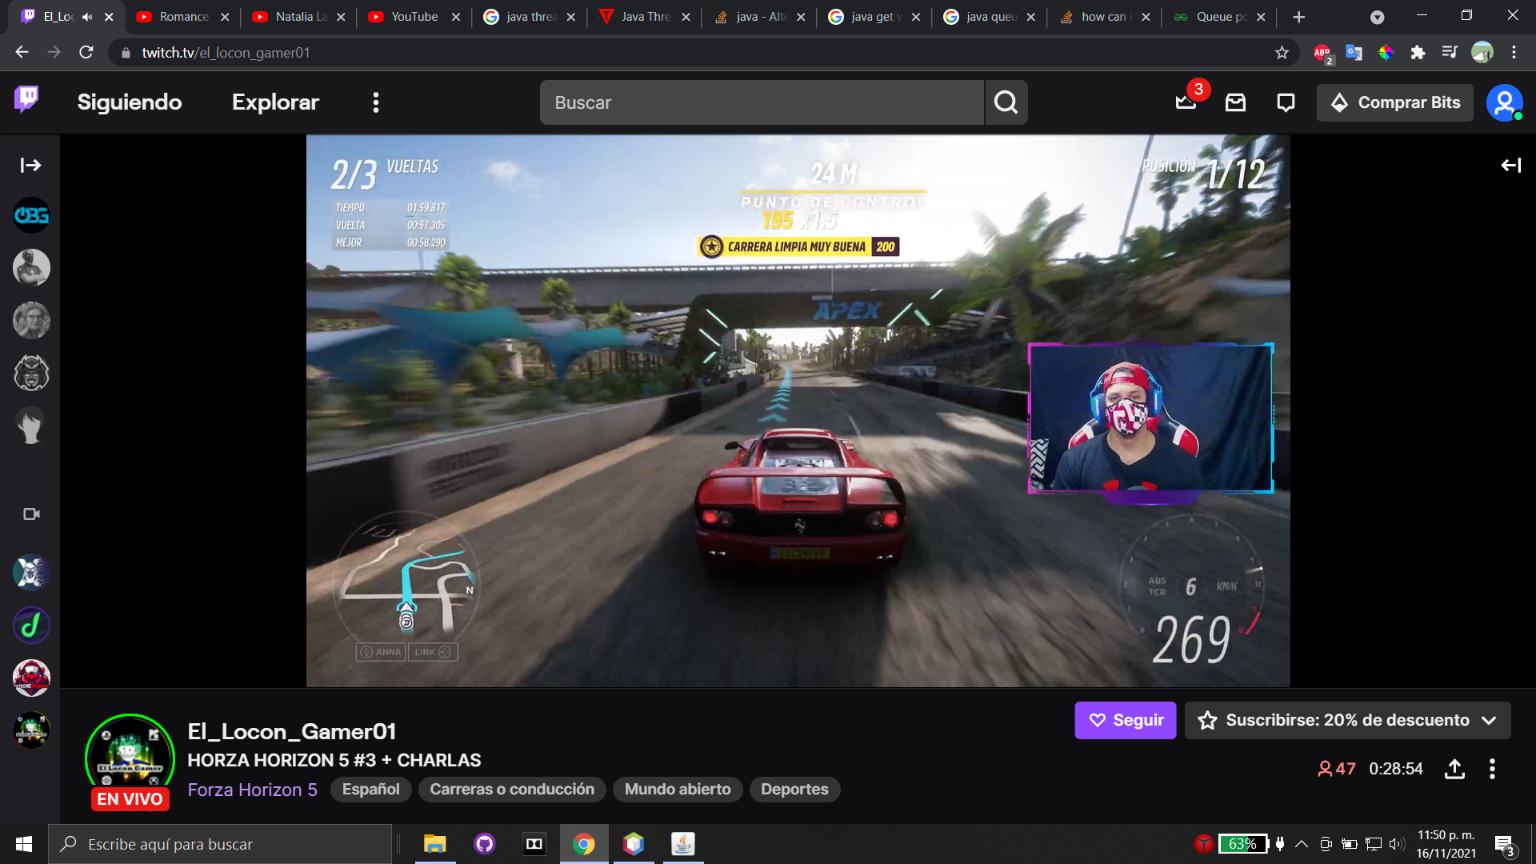 El_Loc
Romance
Natalia La
YouTube
java threa
Java Thre
java - Alte
java get v
java queu
how can i
Queue po
twitch.tv/el_locon_gamer01
ABP
2
Siguiendo
Explorar
Buscar
3
Comprar Bits
2/3 VUELTAS
TIEMPO 01:59.817
VUELTA 00:57.305
MEJOR 00:58.290
24 M
PUNTO DE CONTROL
195 x1.5
CARRERA LIMPIA MUY BUENA 200
POSICIÓN 1/12
APEX
OBG
N
ANNA
LINK
ABS
TCR
6
KM/H
269
El_Locon_Gamer01
HORZA HORIZON 5 #3 + CHARLAS
Forza Horizon 5
Español
Carreras o conducción
Mundo abierto
Deportes
EN VIVO
Seguir
Suscribirse: 20% de descuento
47
0:28:54
Escribe aquí para buscar
63%
11:50 p. m.
16/11/2021
3